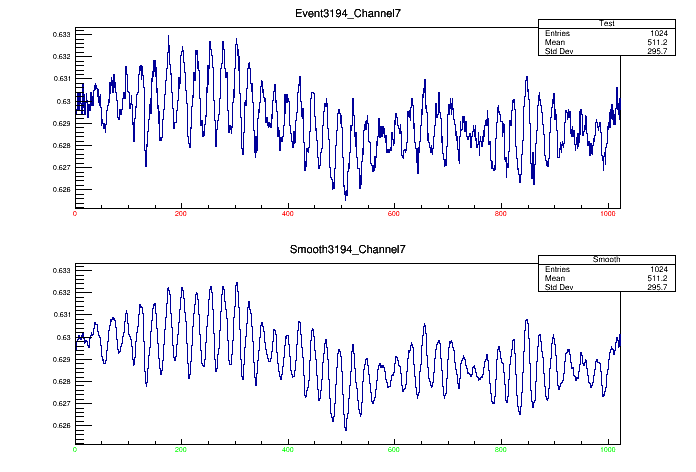 Event3194_Channel7
Test
Entries 1024
Mean 511.2
Std Dev 295.7
0.633
0.632
0.631
0.63
0.629
0.628
0.627
0.626
0 200 400 600 800 1000
Smooth3194_Channel7
Smooth
Entries 1024
Mean 511.2
Std Dev 295.7
0.633
0.632
0.631
0.63
0.629
0.628
0.627
0.626
0 200 400 600 800 1000